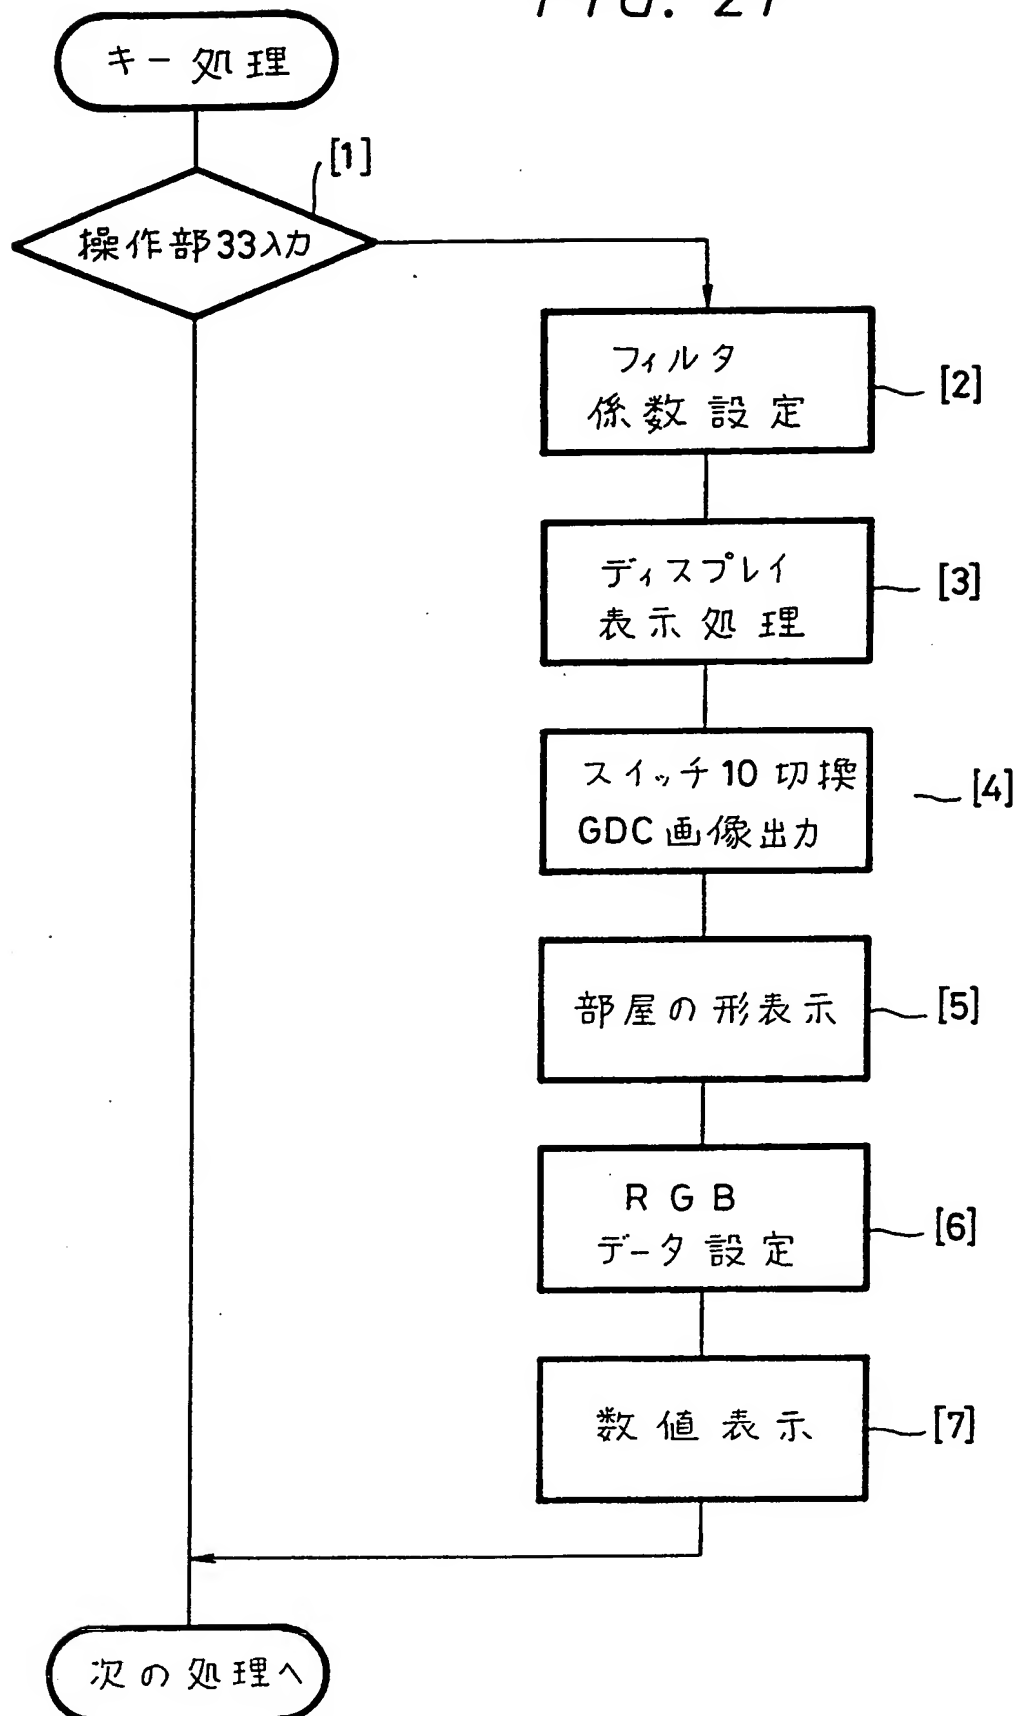 FIG. 21
キー処理
[1]
操作部33入力
フィルタ
係数設定
[2]
ディスプレイ
表示処理
[3]
スイッチ10切換
GDC画像出力
[4]
部屋の形表示
[5]
RGB
データ設定
[6]
数値表示
[7]
次の処理へ